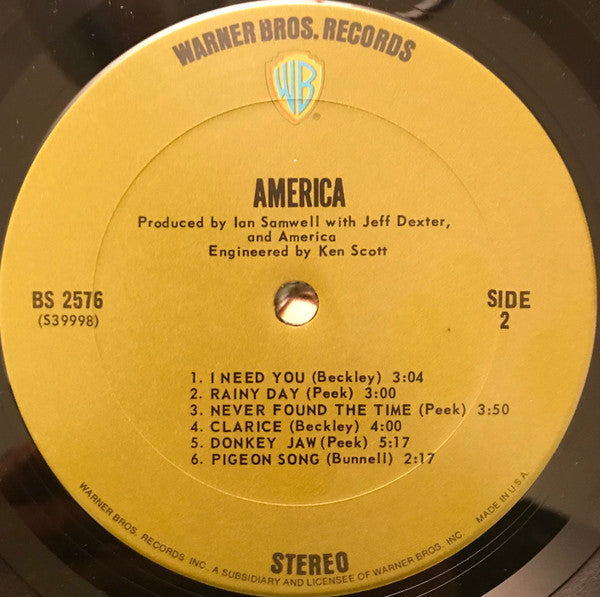 WARNER BROS. RECORDS
WB
®
AMERICA
Produced by Ian Samwell with Jeff Dexter,
and America
Engineered by Ken Scott
BS 2576
(S39998)
SIDE
2
1. I NEED YOU (Beckley) 3:04
2. RAINY DAY (Peek) 3:00
3. NEVER FOUND THE TIME (Peek) 3:50
4. CLARICE (Beckley) 4:00
5. DONKEY JAW (Peek) 5:17
6. PIGEON SONG (Bunnell) 2:17
STEREO
WARNER BROS. RECORDS INC. A SUBSIDIARY AND LICENSEE OF WARNER BROS. INC. MADE IN U.S.A.